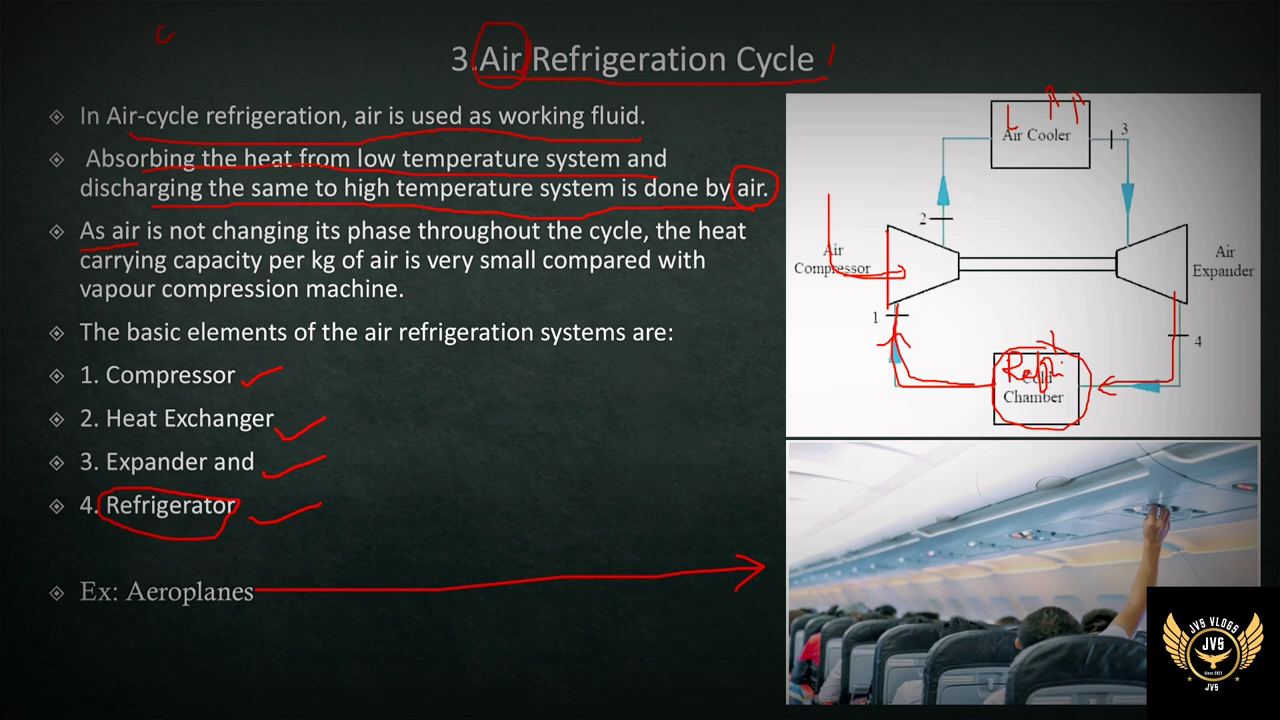 3.Air Refrigeration Cycle
In Air-cycle refrigeration, air is used as working fluid.
Absorbing the heat from low temperature system and
discharging the same to high temperature system is done by air.
As air is not changing its phase throughout the cycle, the heat
carrying capacity per kg of air is very small compared with
vapour compression machine.
The basic elements of the air refrigeration systems are:
1. Compressor
2. Heat Exchanger
3. Expander and
4. Refrigerator
Ex: Aeroplanes
Air Cooler
3
2
Air
Compressor
Air
Expander
1
4
Chamber
JVS VLOGS
JVS
JVS